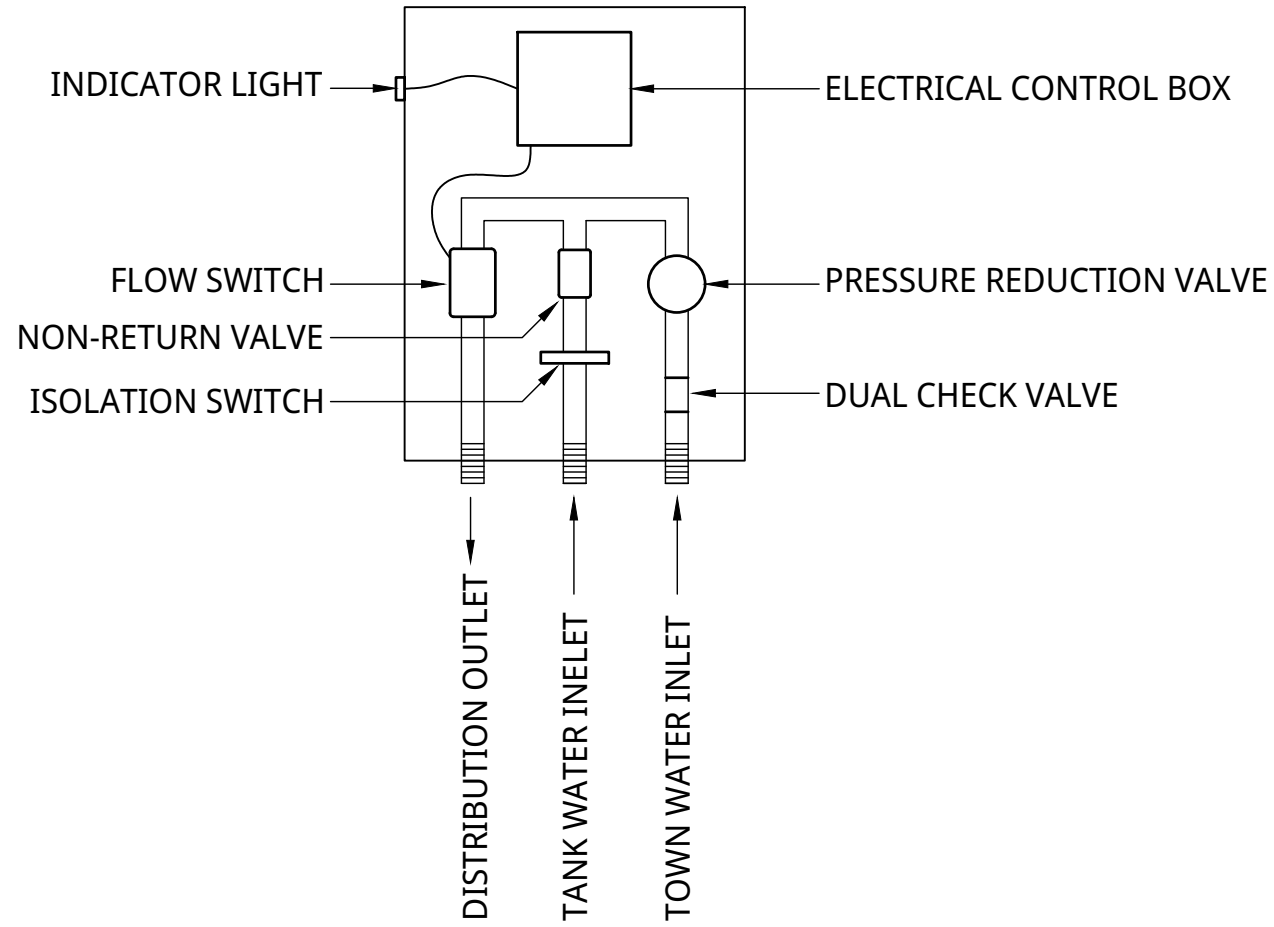 INDICATOR LIGHT
ELECTRICAL CONTROL BOX
FLOW SWITCH
PRESSURE REDUCTION VALVE
NON-RETURN VALVE
ISOLATION SWITCH
DUAL CHECK VALVE
DISTRIBUTION OUTLET
TANK WATER INELET
TOWN WATER INLET